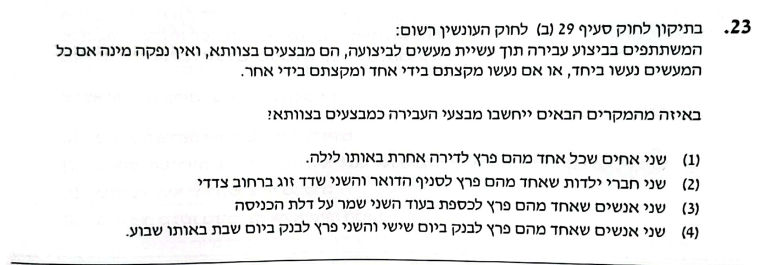 23. בתיקון לחוק סעיף 29 (ב) לחוק העונשין רשום:
המשתתפים בביצוע עבירה תוך עשיית מעשים לביצועה, הם מבצעים בצוותא, ואין נפקה מינה אם כל
המעשים נעשו ביחד, או אם נעשו מקצתם בידי אחד ומקצתם בידי אחר.
באיזה מהמקרים הבאים ייחשבו מבצעי העבירה כמבצעים בצוותא?
(1) שני אחים שכל אחד מהם פרץ לדירה אחרת באותו לילה.
(2) שני חברי ילדות שאחד מהם פרץ לסניף הדואר והשני שדד זוג ברחוב צדדי
(3) שני אנשים שאחד מהם פרץ לכספת בעוד השני שמר על דלת הכניסה
(4) שני אנשים שאחד מהם פרץ לבנק ביום שישי והשני פרץ לבנק ביום שבת באותו שבוע.